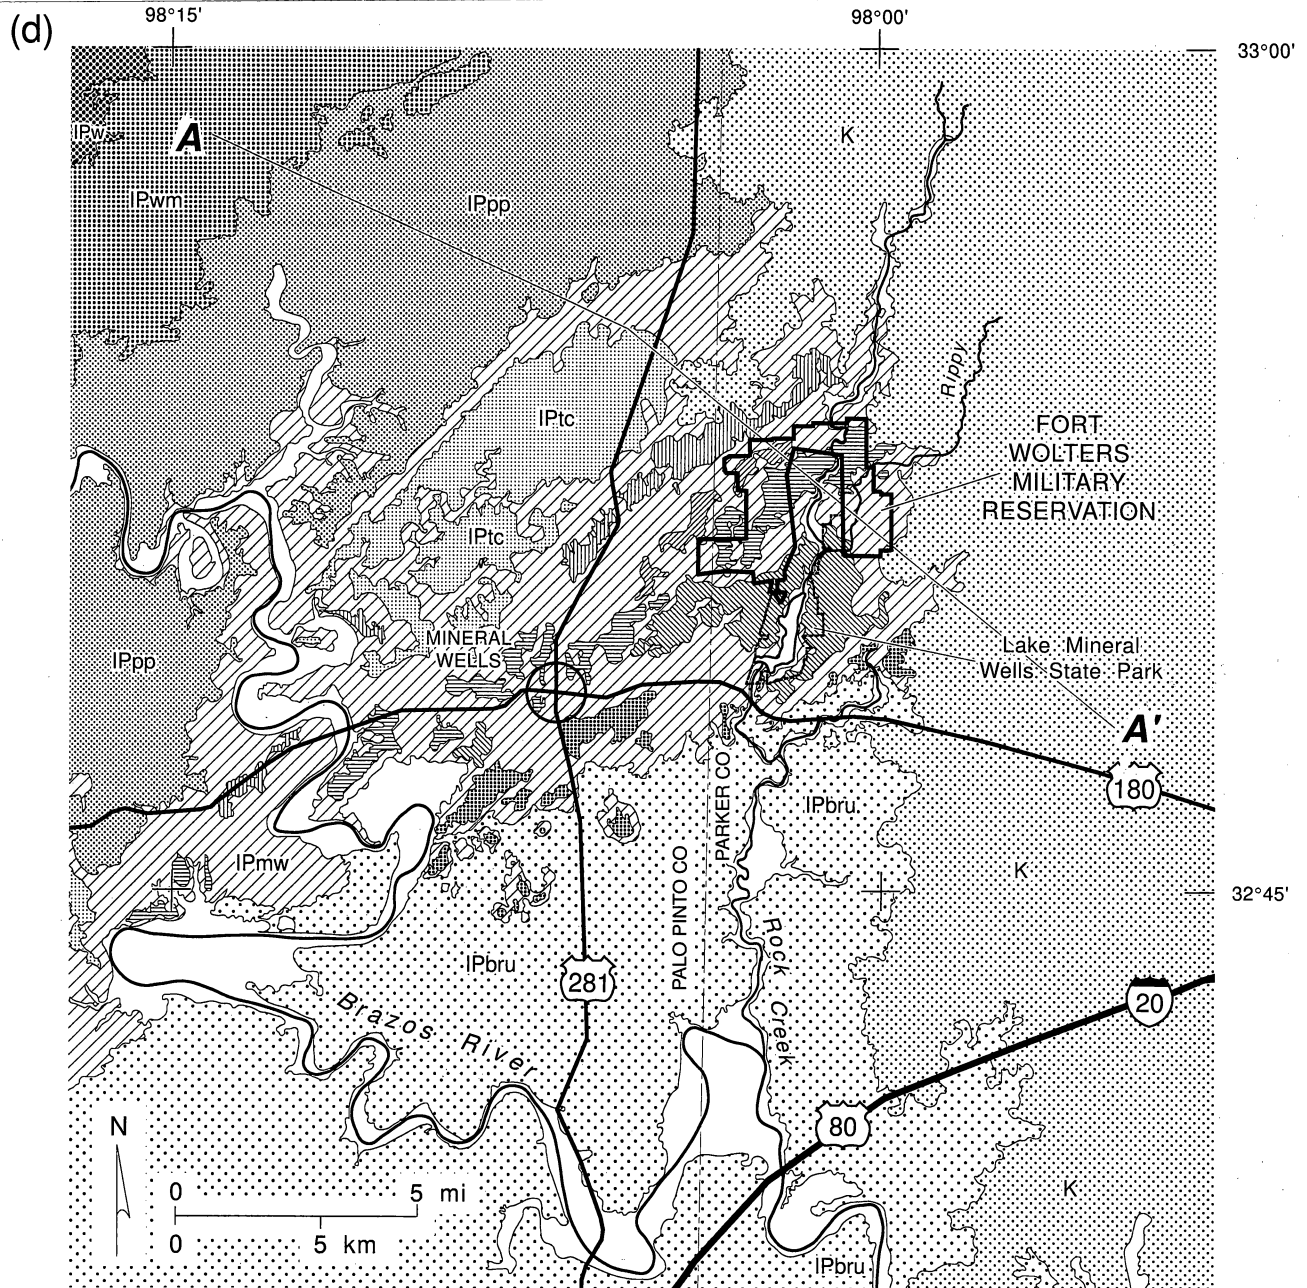 (d)
98°15'
98°00'
33°00'
IPw
A
K
IPwm
IPpp
Rippy
IPtc
FORT
WOLTERS
MILITARY
RESERVATION
IPtc
MINERAL
WELLS
IPpp
Lake Mineral
Wells State Park
A'
180
PARKER CO
IPbru
IPmw
K
32°45'
PALO PINTO CO
Rock Creek
IPbru
281
20
Brazos River
N
80
0 5 mi
K
0 5 km
IPbru